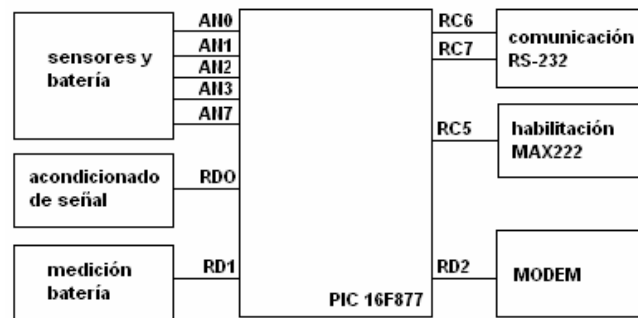 sensores y
batería
AN0
AN1
AN2
AN3
AN7
acondicionado
de señal
RDO
medición
batería
RD1
PIC 16F877
RC6
RC7
comunicación
RS-232
RC5
habilitación
MAX222
RD2
MODEM